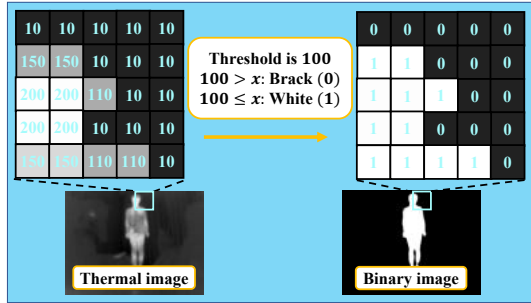 10 10 10 10 10
150 150 10 10 10
200 200 110 10 10
200 200 10 10 10
150 150 110 110 10
Threshold is 100
100 > x: Brack (0)
100 ≤ x: White (1)
0 0 0 0 0
1 1 0 0 0
1 1 1 0 0
1 1 0 0 0
1 1 1 1 0
Thermal image
Binary image